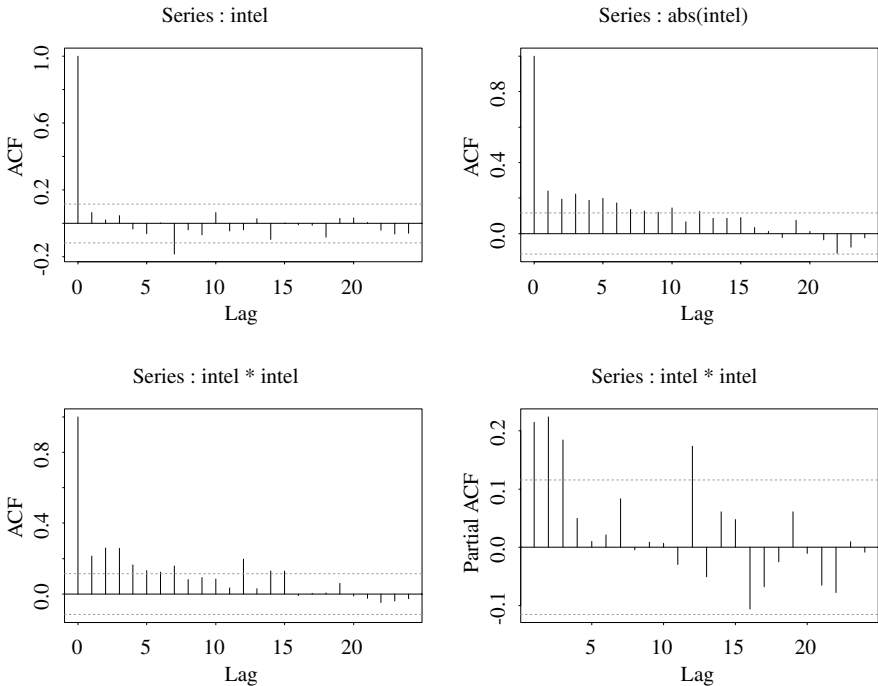 Series : intel
ACF
-0.2 0.2 0.6 1.0
0 5 10 15 20
Lag
Series : abs(intel)
ACF
0.0 0.4 0.8
0 5 10 15 20
Lag
Series : intel * intel
ACF
0.0 0.4 0.8
0 5 10 15 20
Lag
Series : intel * intel
Partial ACF
-0.1 0.0 0.1 0.2
5 10 15 20
Lag